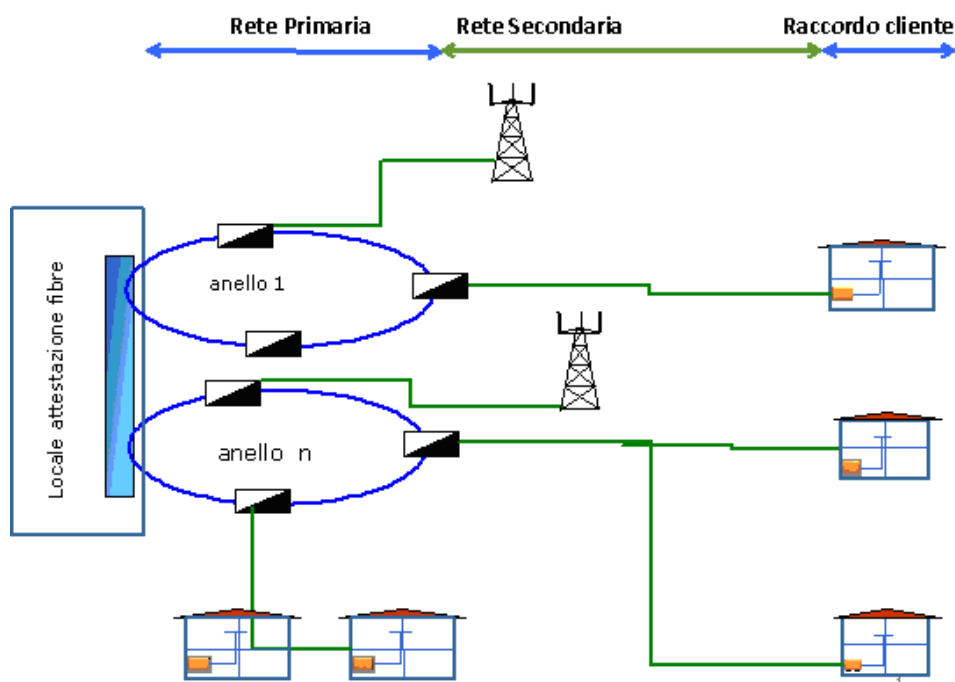 Rete Primaria
Rete Secondaria
Raccordo cliente
Locale attestazione fibre
anello 1
anello n